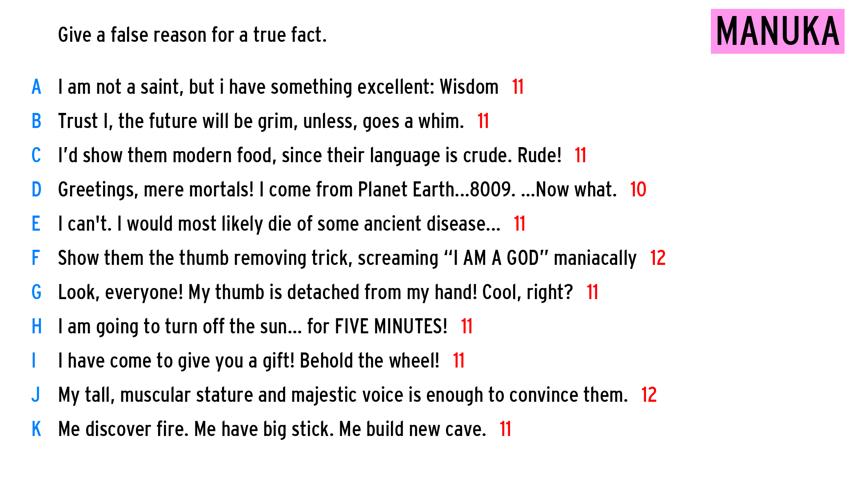 Give a false reason for a true fact.
MANUKA
A I am not a saint, but i have something excellent: Wisdom 11
B Trust I, the future will be grim, unless, goes a whim. 11
C I'd show them modern food, since their language is crude. Rude! 11
D Greetings, mere mortals! I come from Planet Earth...8009. ...Now what. 10
E I can't. I would most likely die of some ancient disease... 11
F Show them the thumb removing trick, screaming “I AM A GOD” maniacally 12
G Look, everyone! My thumb is detached from my hand! Cool, right? 11
H I am going to turn off the sun... for FIVE MINUTES! 11
I I have come to give you a gift! Behold the wheel! 11
J My tall, muscular stature and majestic voice is enough to convince them. 12
K Me discover fire. Me have big stick. Me build new cave. 11